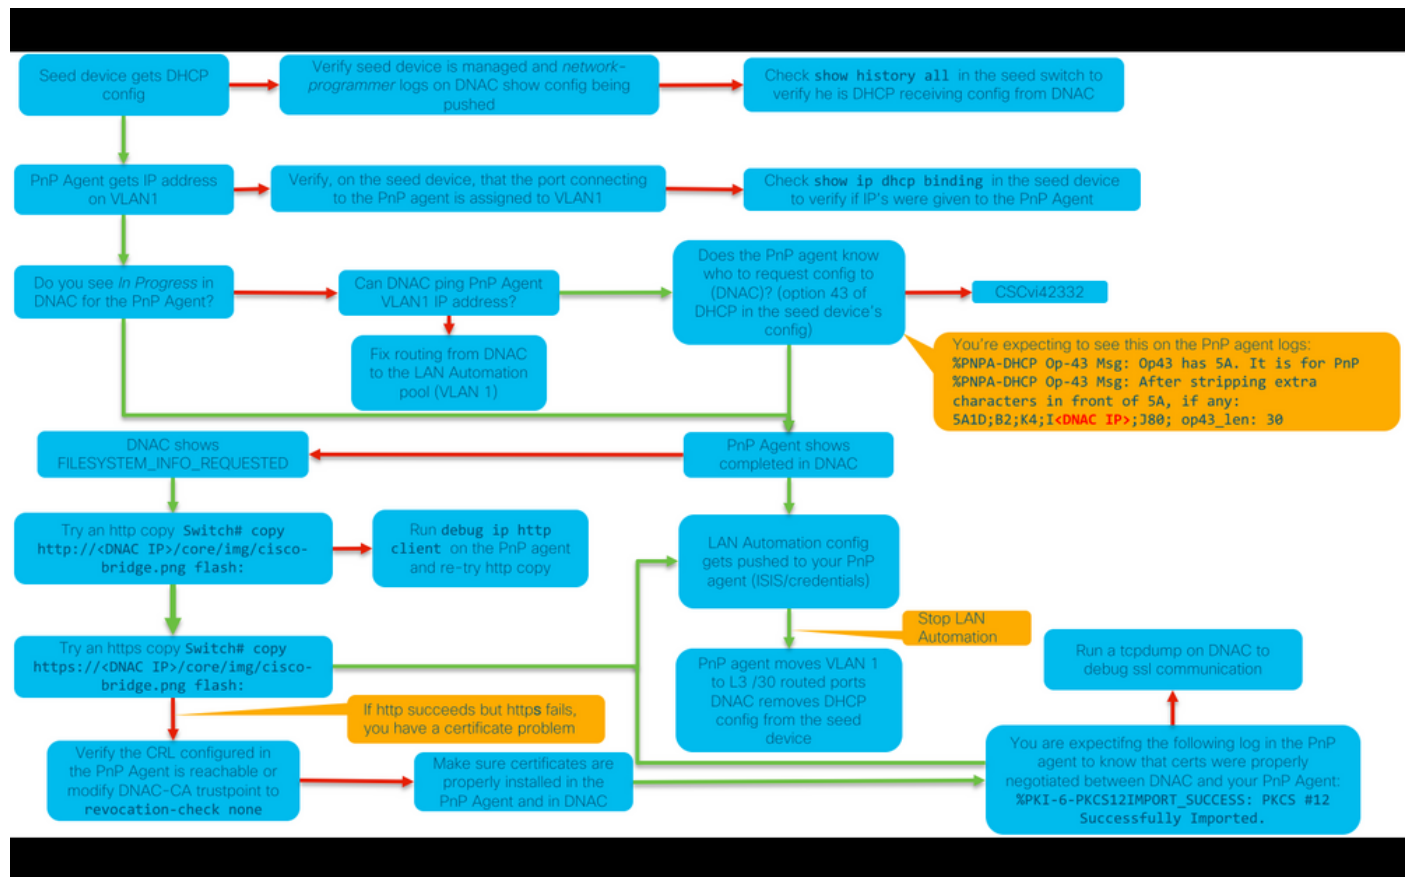 Seed device gets DHCP
config
Verify seed device is managed and network-
programmer logs on DNAC show config being
pushed
Check show history all in the seed switch to
verify he is DHCP receiving config from DNAC
PnP Agent gets IP address
on VLAN1
Verify, on the seed device, that the port connecting
to the PnP agent is assigned to VLAN1
Check show ip dhcp binding in the seed device
to verify if IP's were given to the PnP Agent
Do you see In Progress in
DNAC for the PnP Agent?
Can DNAC ping PnP Agent
VLAN1 IP address?
Does the PnP agent know
who to request config to
(DNAC)? (option 43 of
DHCP in the seed device's
config)
CSCvi42332
Fix routing from DNAC
to the LAN Automation
pool (VLAN 1)
You're expecting to see this on the PnP agent logs:
%PNPA-DHCP Op-43 Msg: Op43 has 5A. It is for PnP
%PNPA-DHCP Op-43 Msg: After stripping extra
characters in front of 5A, if any:
5A1D;B2;K4;I<DNAC IP>;J80; op43_len: 30
DNAC shows
FILESYSTEM_INFO_REQUESTED
PnP Agent shows
completed in DNAC
Try an http copy Switch# copy
http://<DNAC IP>/core/img/cisco-
bridge.png flash:
Run debug ip http
client on the PnP agent
and re-try http copy
LAN Automation config
gets pushed to your PnP
agent (ISIS/credentials)
Stop LAN
Automation
Try an https copy Switch# copy
https://<DNAC IP>/core/img/cisco-
bridge.png flash:
PnP agent moves VLAN 1
to L3 /30 routed ports
DNAC removes DHCP
config from the seed
device
Run a tcpdump on DNAC to
debug ssl communication
If http succeeds but https fails,
you have a certificate problem
Verify the CRL configured in
the PnP Agent is reachable or
modify DNAC-CA trustpoint to
revocation-check none
Make sure certificates are
properly installed in the
PnP Agent and in DNAC
You are expectifng the following log in the PnP
agent to know that certs were properly
negotiated between DNAC and your PnP Agent:
%PKI-6-PKCS12IMPORT_SUCCESS: PKCS #12
Successfully Imported.